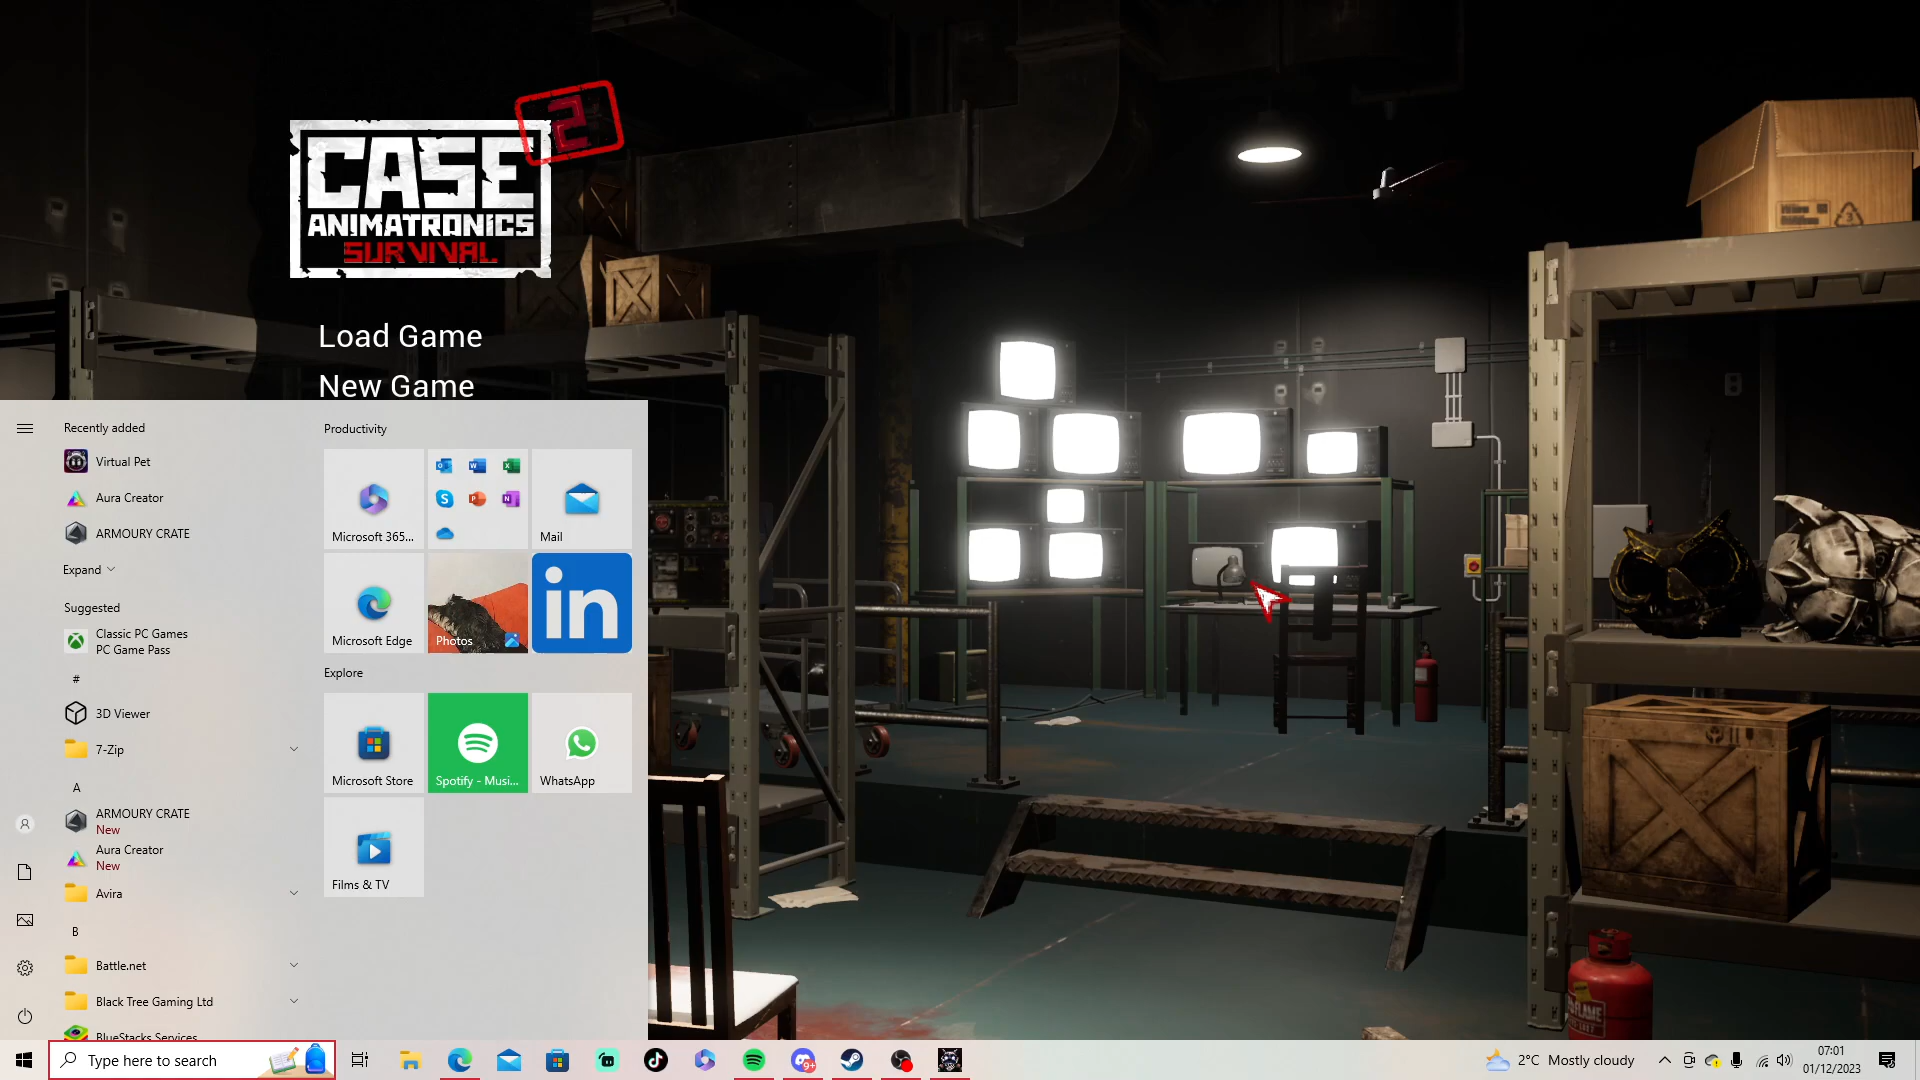 2
CASE
ANIMATRONICS
SURVIVAL
Load Game
New Game
Recently added
Virtual Pet
Aura Creator
ARMOURY CRATE
Expand
Suggested
Classic PC Games
PC Game Pass
#
3D Viewer
7-Zip
A
ARMOURY CRATE
New
Aura Creator
New
Avira
B
Battle.net
Black Tree Gaming Ltd
BlueStacks Services
Productivity
Microsoft 365...
Mail
Microsoft Edge
Photos
in
Explore
Microsoft Store
Spotify - Musi...
WhatsApp
Films & TV
Type here to search
9+
2°C Mostly cloudy
07:01
01/12/2023